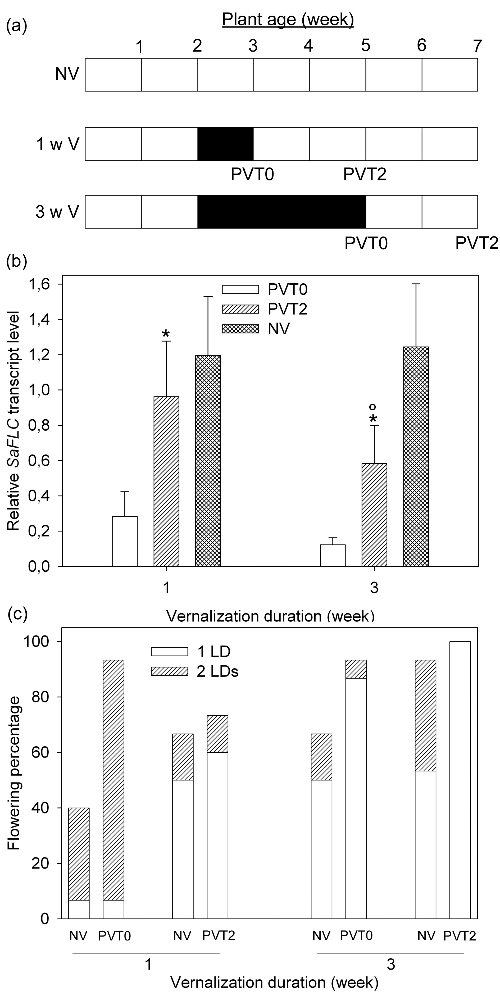 (a)
Plant age (week)
1 2 3 4 5 6 7
NV
1 w V
PVT0 PVT2
3 w V
PVT0 PVT2
(b)
Relative SaFLC transcript level
1,6
1,4
1,2
1,0
0,8
0,6
0,4
0,2
0,0
PVT0
PVT2
NV
*
°
*
1 3
Vernalization duration (week)
(c)
Flowering percentage
100
80
60
40
20
0
1 LD
2 LDs
NV PVT0 NV PVT2 NV PVT0 NV PVT2
1 3
Vernalization duration (week)